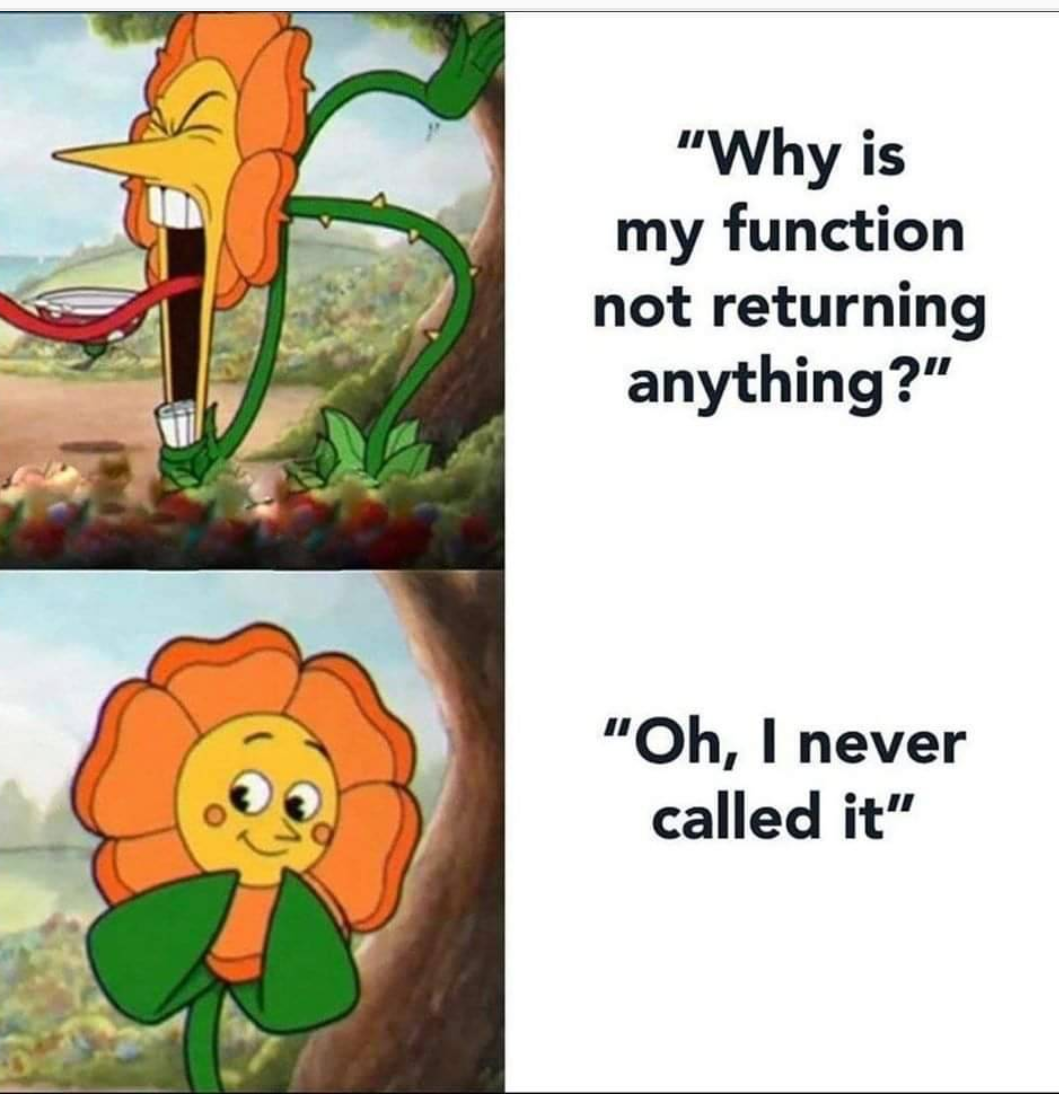 "Why is
my function
not returning
anything?"
"Oh, I never
called it"